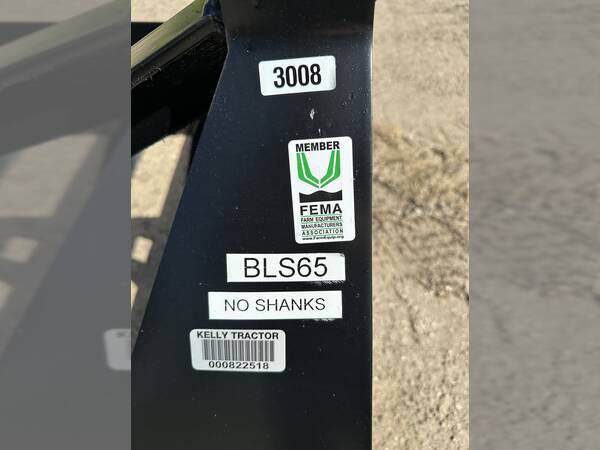 3008
MEMBER
FEMA
FARM EQUIPMENT
MANUFACTURERS
ASSOCIATION
www.FarmEquip.org
BLS65
NO SHANKS
KELLY TRACTOR
000822518